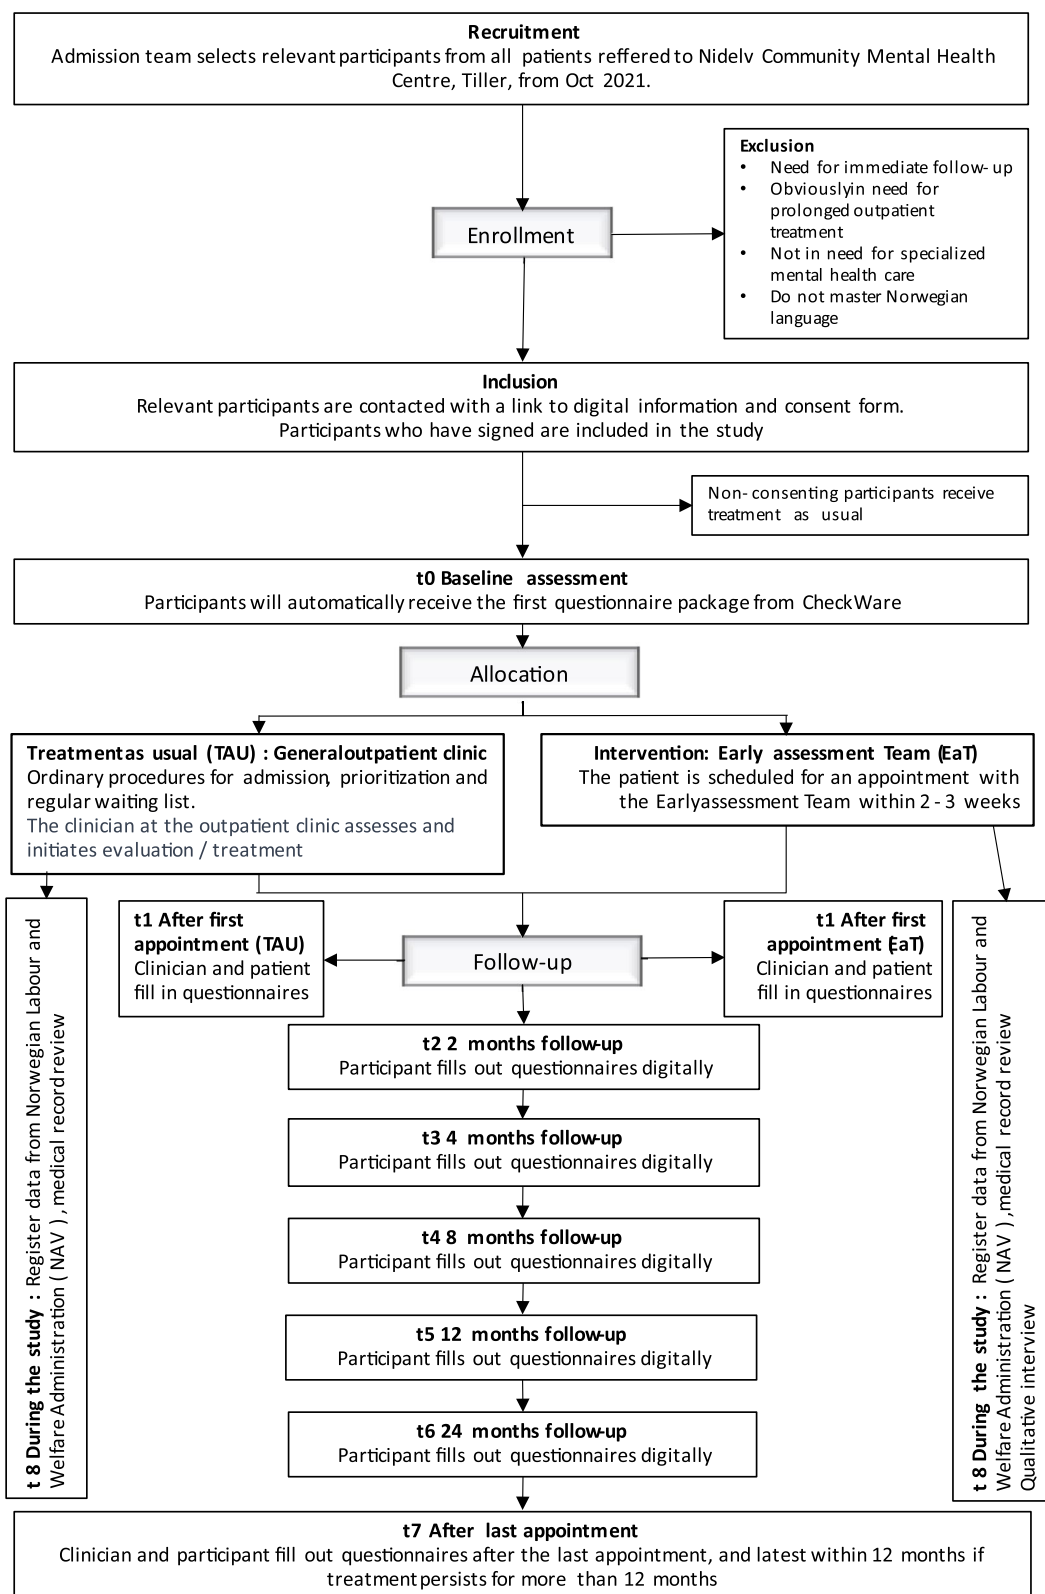 Recruitment
Admission team selects relevant participants from all patients reffered to Nidelv Community Mental Health
Centre, Tiller, from Oct 2021.
Exclusion
• Need for immediate follow-up
• Obviouslyin need for
prolonged outpatient
treatment
• Not in need for specialized
mental health care
• Do not master Norwegian
language
Enrollment
Inclusion
Relevant participants are contacted with a link to digital information and consent form.
Participants who have signed are included in the study
Non-consenting participants receive
treatment as usual
t0 Baseline assessment
Participants will automatically receive the first questionnaire package from CheckWare
Allocation
Treatmentas usual (TAU) : Generaloutpatient clinic
Ordinary procedures for admission, prioritization and
regular waiting list.
The clinician at the outpatient clinic assesses and
initiates evaluation / treatment
Intervention: Early assessment Team (EaT)
The patient is scheduled for an appointment with
the Earlyassessment Team within 2 - 3 weeks
t 8 During the study : Register data from Norwegian Labour and
Welfare Administration ( NAV ) , medical record review
t1 After first
appointment (TAU)
Clinician and patient
fill in questionnaires
Follow-up
t1 After first
appointment (EaT)
Clinician and patient
fill in questionnaires
t 8 During the study : Register data from Norwegian Labour and
Welfare Administration ( NAV ) ,medical record review
Qualitative interview
t2 2 months follow-up
Participant fills out questionnaires digitally
t3 4 months follow-up
Participant fills out questionnaires digitally
t4 8 months follow-up
Participant fills out questionnaires digitally
t5 12 months follow-up
Participant fills out questionnaires digitally
t6 24 months follow-up
Participant fills out questionnaires digitally
t7 After last appointment
Clinician and participant fill out questionnaires after the last appointment, and latest within 12 months if
treatment persists for more than 12 months